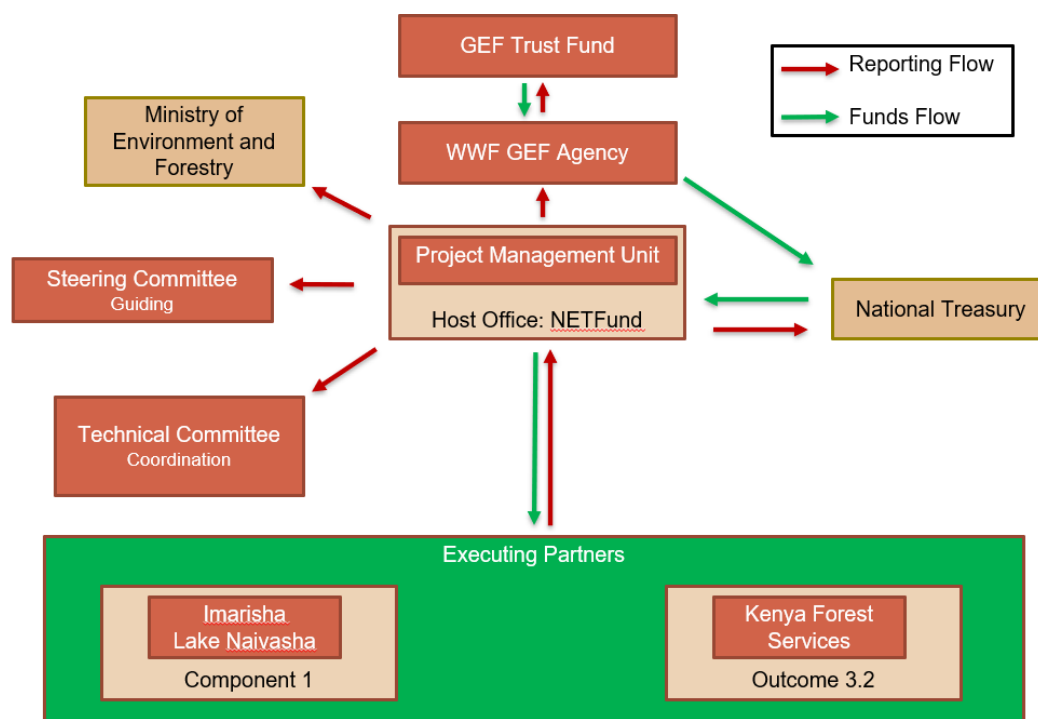 GEF Trust Fund
Reporting Flow
Funds Flow
Ministry of
Environment and
Forestry
WWF GEF Agency
Project Management Unit
Host Office: NETFund
Steering Committee
Guiding
National Treasury
Technical Committee
Coordination
Executing Partners
Imarisha
Lake Naivasha
Component 1
Kenya Forest
Services
Outcome 3.2